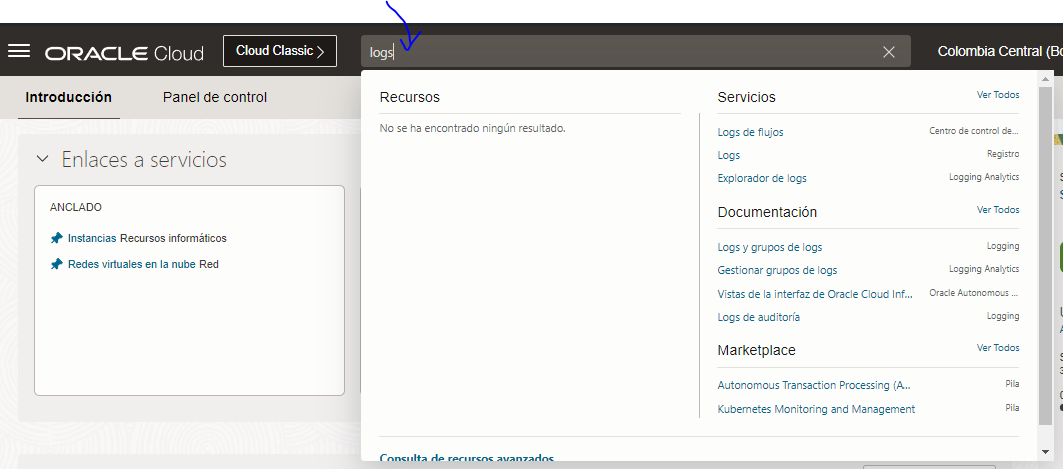 ORACLE Cloud
Cloud Classic
logs
Colombia Central (Bo
Introducción
Panel de control
Enlaces a servicios
ANCLADO
Instancias Recursos informáticos
Redes virtuales en la nube Red
Recursos
No se ha encontrado ningún resultado.
Servicios Ver Todos
Logs de flujos Centro de control de...
Logs Registro
Explorador de logs Logging Analytics
Documentación Ver Todos
Logs y grupos de logs Logging
Gestionar grupos de logs Logging Analytics
Vistas de la interfaz de Oracle Cloud Inf... Oracle Autonomous ...
Logs de auditoría Logging
Marketplace Ver Todos
Autonomous Transaction Processing (A... Pila
Kubernetes Monitoring and Management Pila
Consulta de recursos avanzados